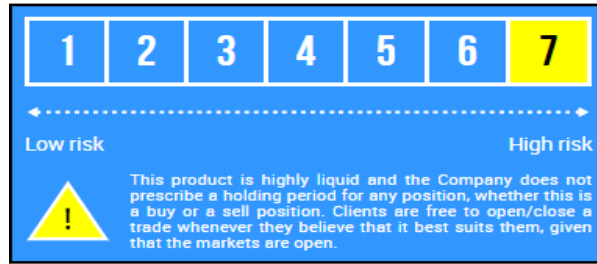 1 2 3 4 5 6 7
Low risk High risk
!
This product is highly liquid and the Company does not
prescribe a holding period for any position, whether this is
a buy or a sell position. Clients are free to open/close a
trade whenever they believe that it best suits them, given
that the markets are open.